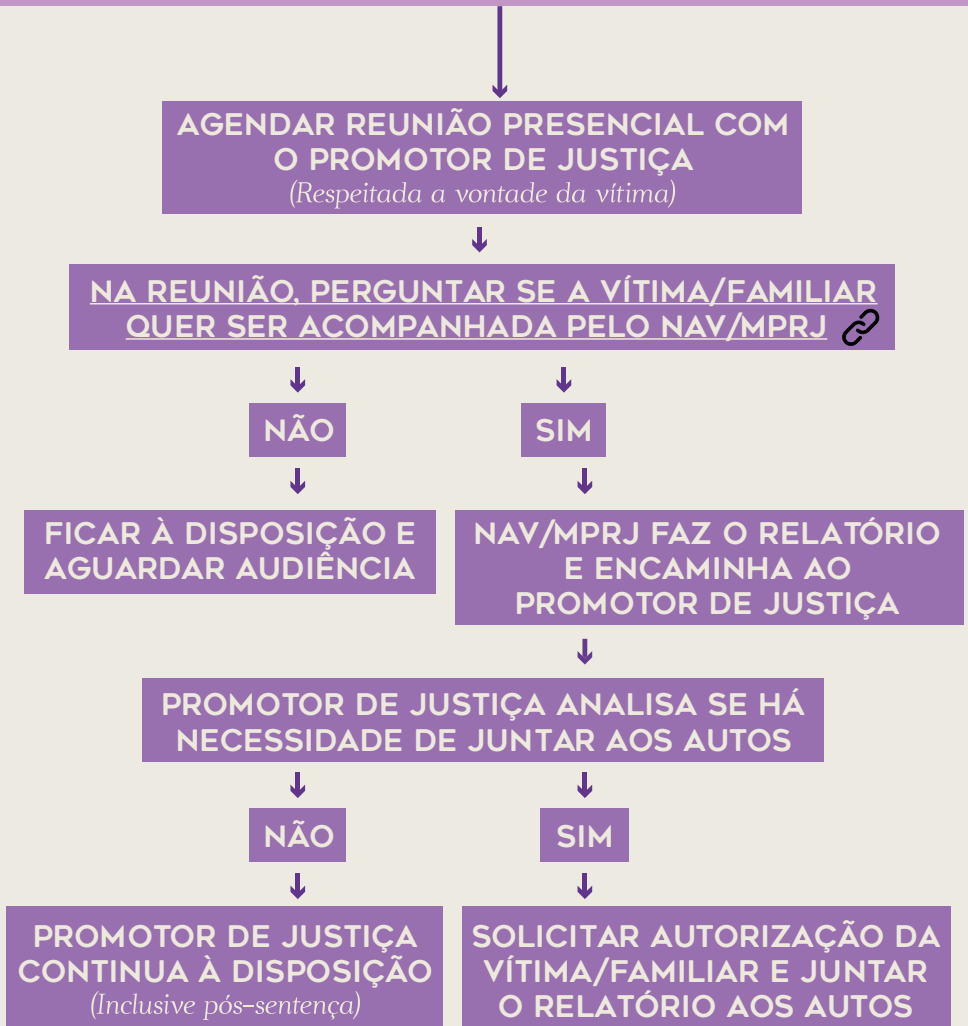 AGENDAR REUNIÃO PRESENCIAL COM
O PROMOTOR DE JUSTIÇA
(Respeitada a vontade da vítima)
NA REUNIÃO, PERGUNTAR SE A VÍTIMA/FAMILIAR
QUER SER ACOMPANHADA PELO NAV/MPRJ
NÃO
SIM
FICAR À DISPOSIÇÃO E
AGUARDAR AUDIÊNCIA
NAV/MPRJ FAZ O RELATÓRIO
E ENCAMINHA AO
PROMOTOR DE JUSTIÇA
PROMOTOR DE JUSTIÇA ANALISA SE HÁ
NECESSIDADE DE JUNTAR AOS AUTOS
NÃO
SIM
PROMOTOR DE JUSTIÇA
CONTINUA À DISPOSIÇÃO
(Inclusive pós-sentença)
SOLICITAR AUTORIZAÇÃO DA
VÍTIMA/FAMILIAR E JUNTAR
O RELATÓRIO AOS AUTOS